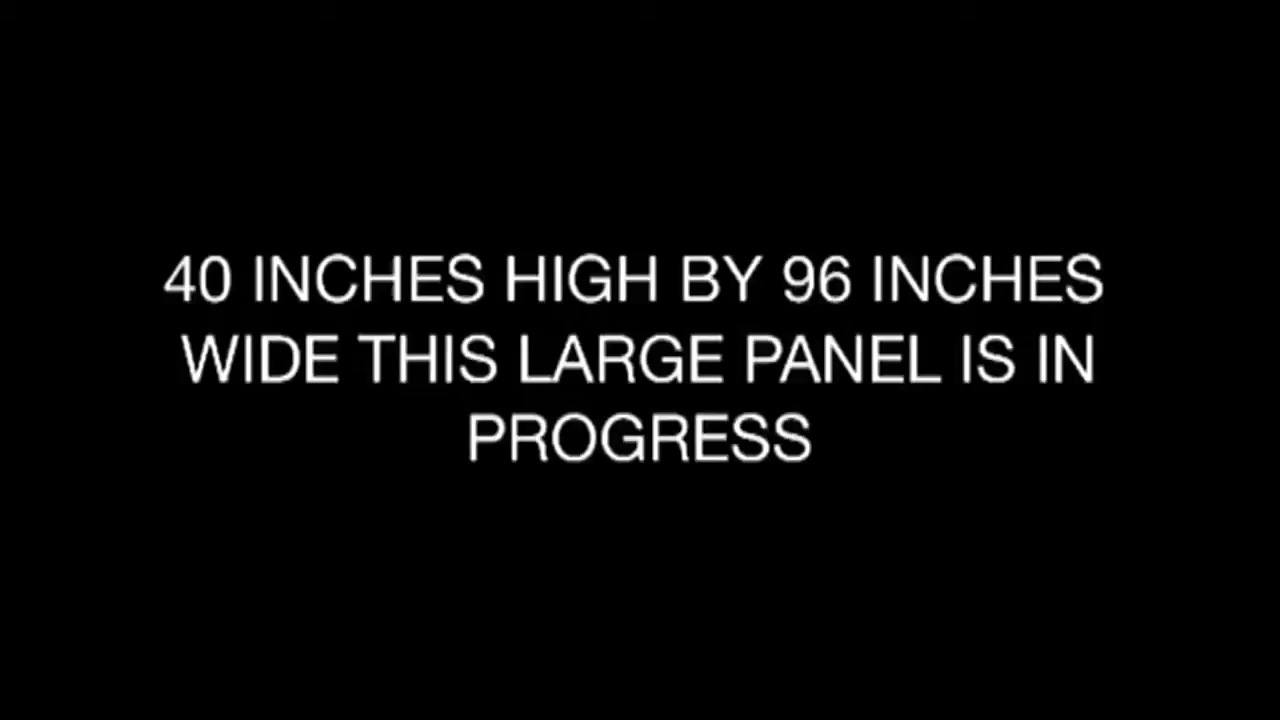 40 INCHES HIGH BY 96 INCHES
WIDE THIS LARGE PANEL IS IN
PROGRESS